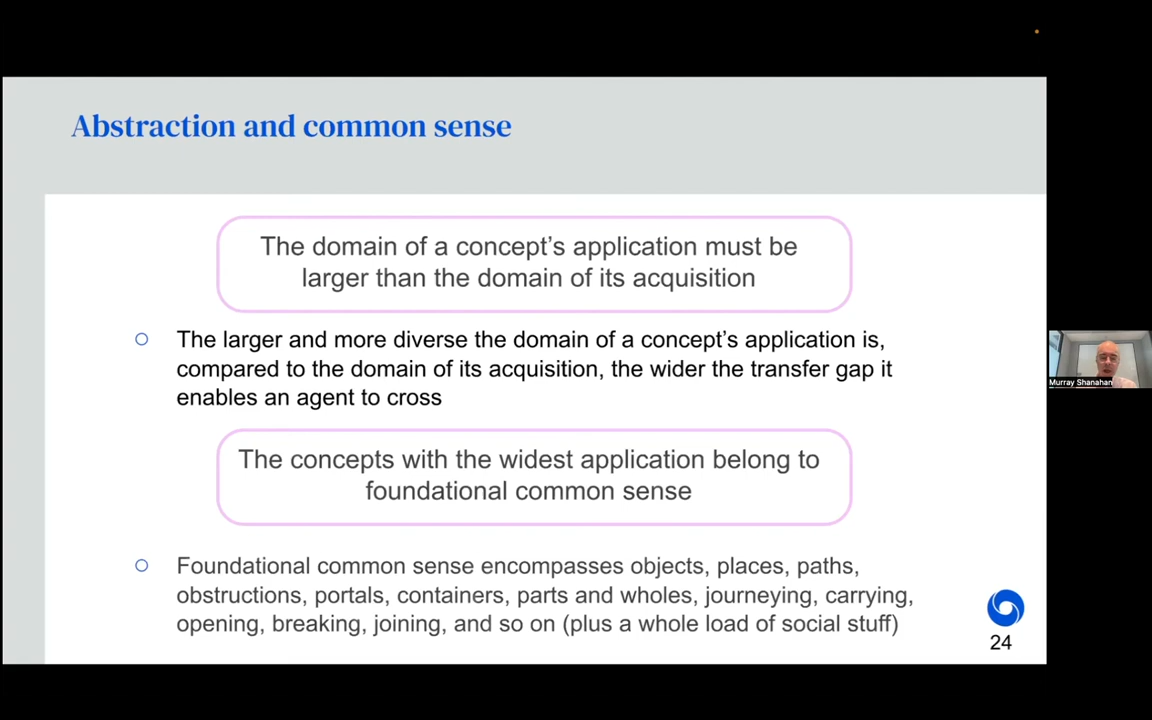 Abstraction and common sense
The domain of a concept’s application must be
larger than the domain of its acquisition
The larger and more diverse the domain of a concept’s application is,
compared to the domain of its acquisition, the wider the transfer gap it
enables an agent to cross
The concepts with the widest application belong to
foundational common sense
Foundational common sense encompasses objects, places, paths,
obstructions, portals, containers, parts and wholes, journeying, carrying,
opening, breaking, joining, and so on (plus a whole load of social stuff)
24
Murray Shanahan